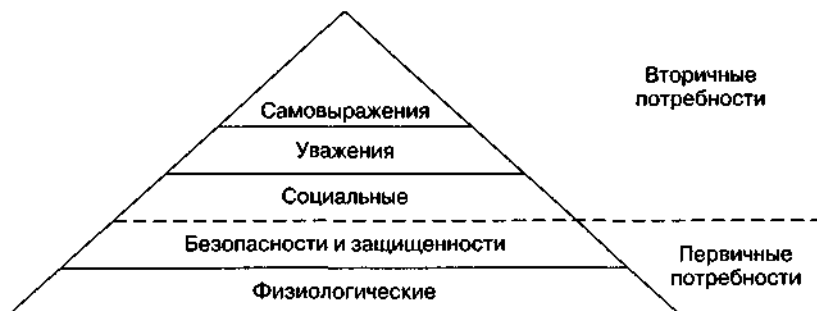 Вторичные
потребности
Самовыражения
Уважения
Социальные
Безопасности и защищенности
Первичные
потребности
Физиологические